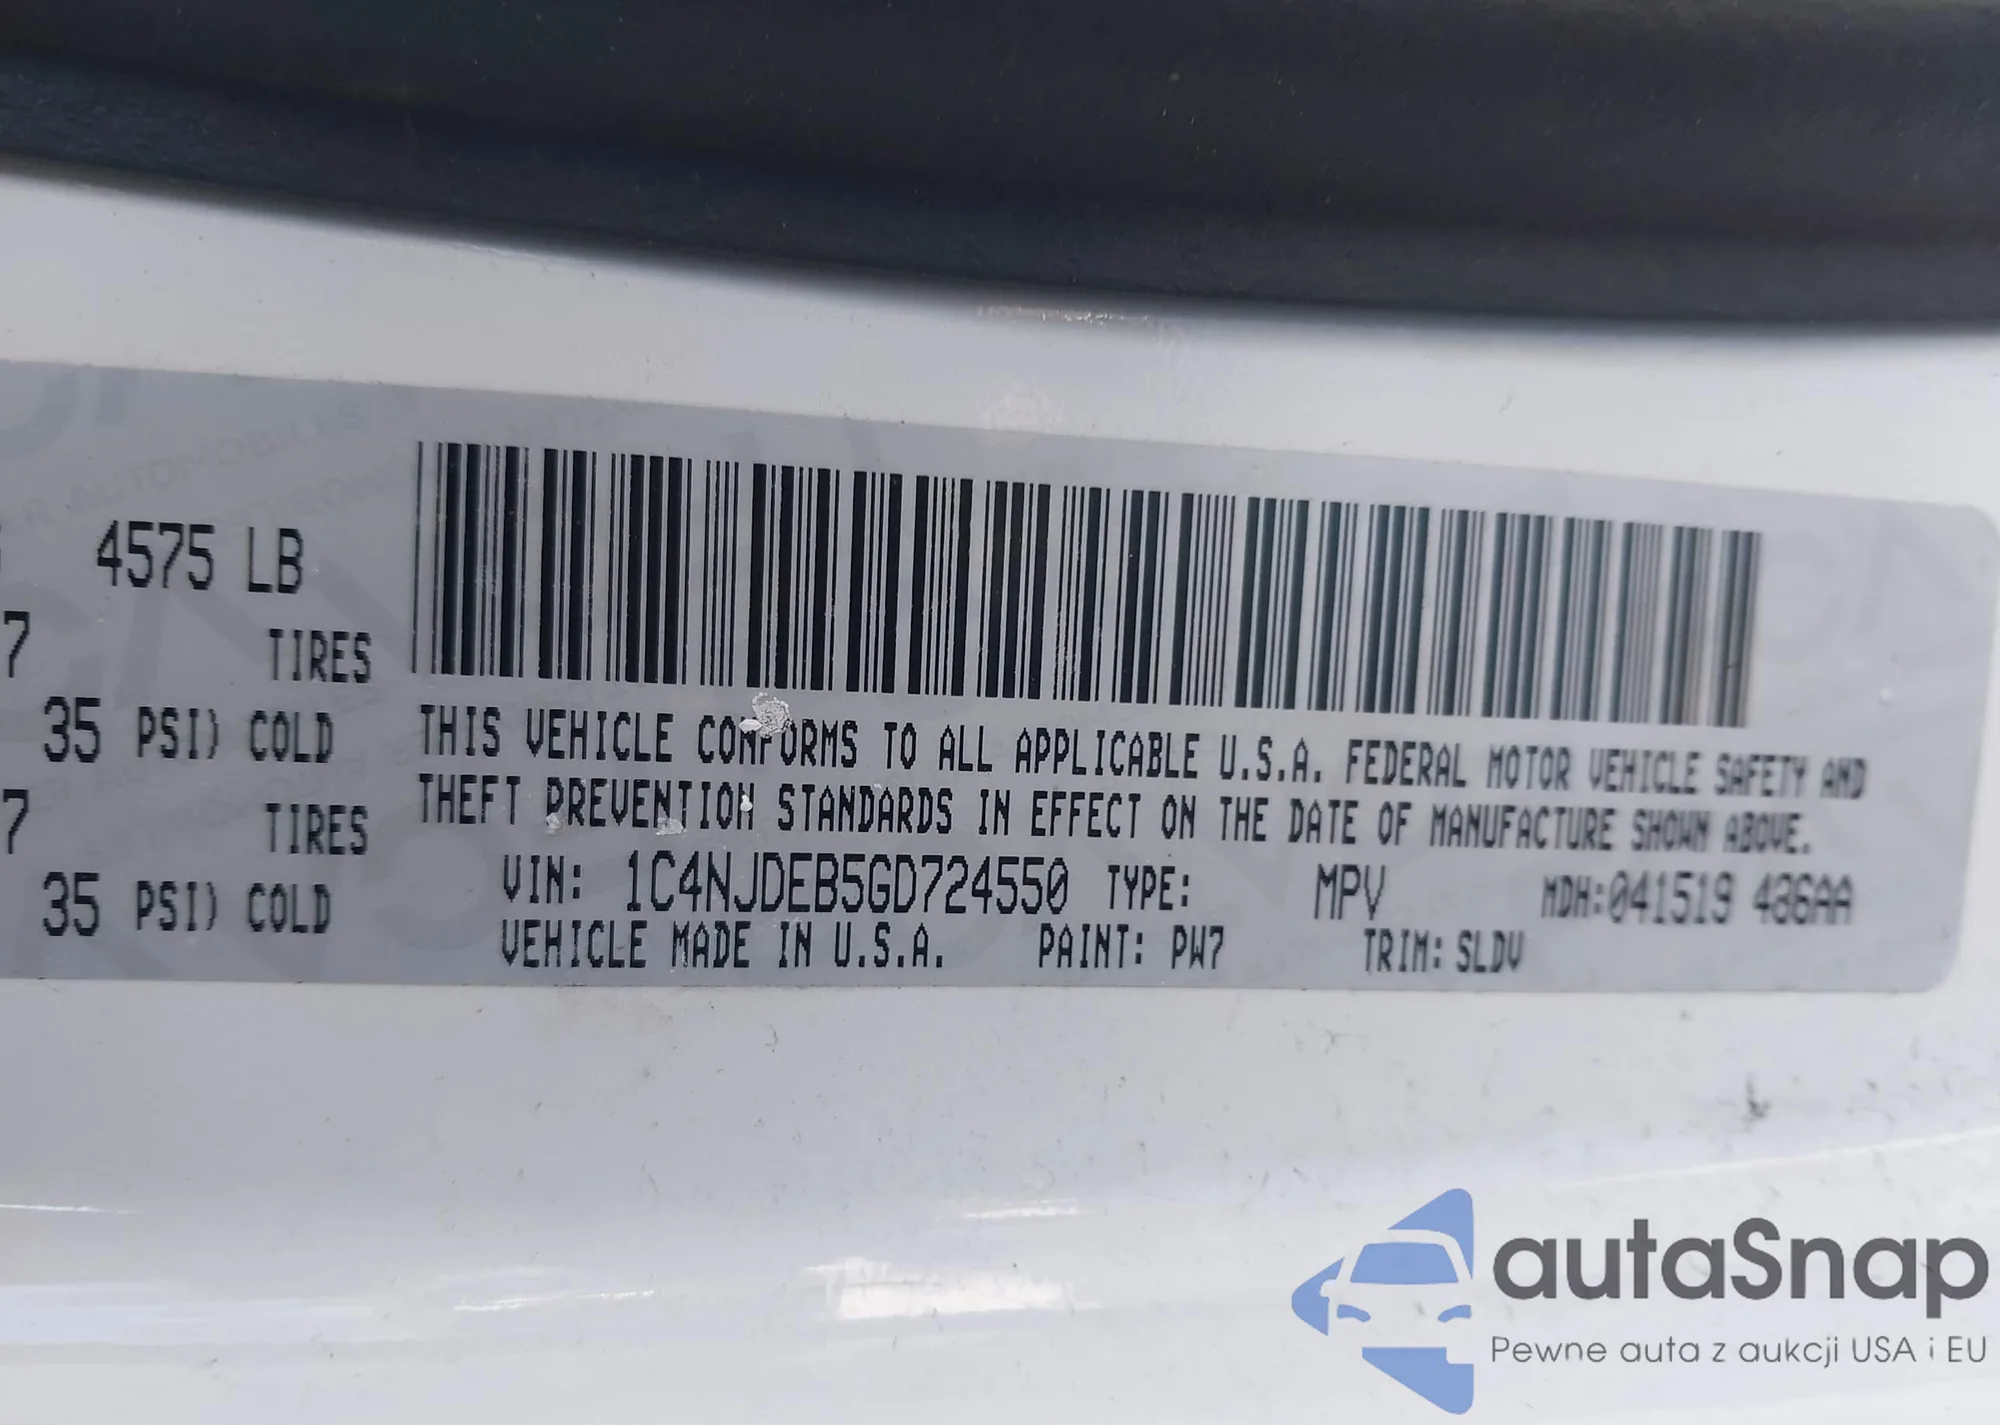 4575 LB
7 TIRES
35 PSI) COLD
7 TIRES
35 PSI) COLD
THIS VEHICLE CONFORMS TO ALL APPLICABLE U.S.A. FEDERAL MOTOR VEHICLE SAFETY AND
THEFT PREVENTION STANDARDS IN EFFECT ON THE DATE OF MANUFACTURE SHOWN ABOVE.
VIN: 1C4NJDEB5GD724550 TYPE: MPV MDH:041519 486AA
VEHICLE MADE IN U.S.A. PAINT: PW7 TRIM: SLDV
AUTOMOBILES
autaSnap
Pewne auta z aukcji USA i EU